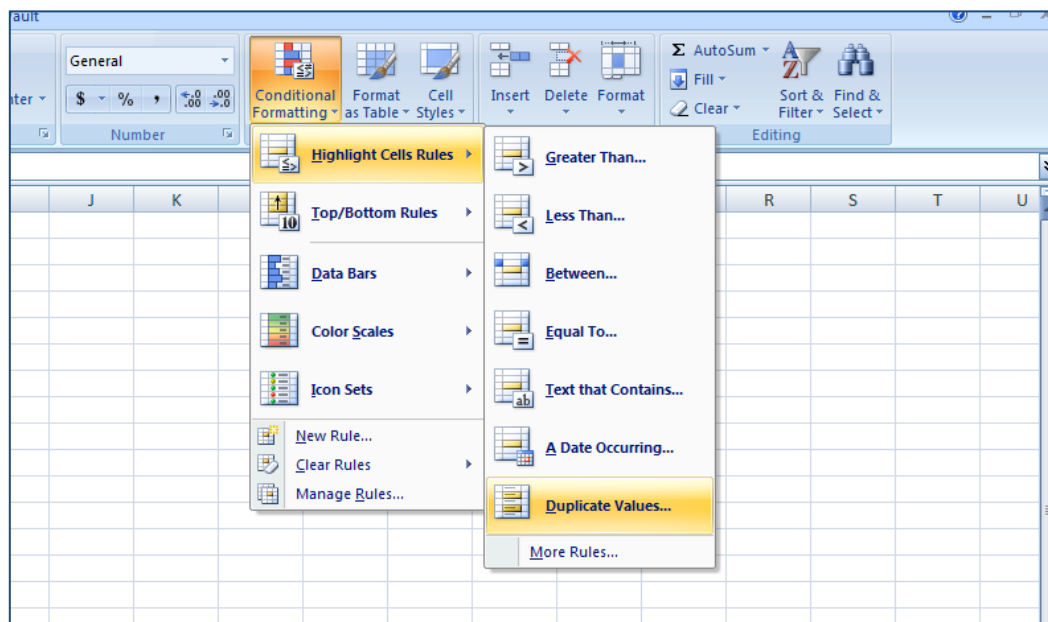 ault
General
Σ AutoSum
Fill
Clear
nter
$ % , .00 .00
Conditional Formatting
Format as Table
Cell Styles
Insert
Delete
Format
Sort & Filter
Find & Select
Number
Editing
Highlight Cells Rules
Top/Bottom Rules
Data Bars
Color Scales
Icon Sets
New Rule...
Clear Rules
Manage Rules...
Greater Than...
Less Than...
Between...
Equal To...
Text that Contains...
A Date Occurring...
Duplicate Values...
More Rules...
J K R S T U